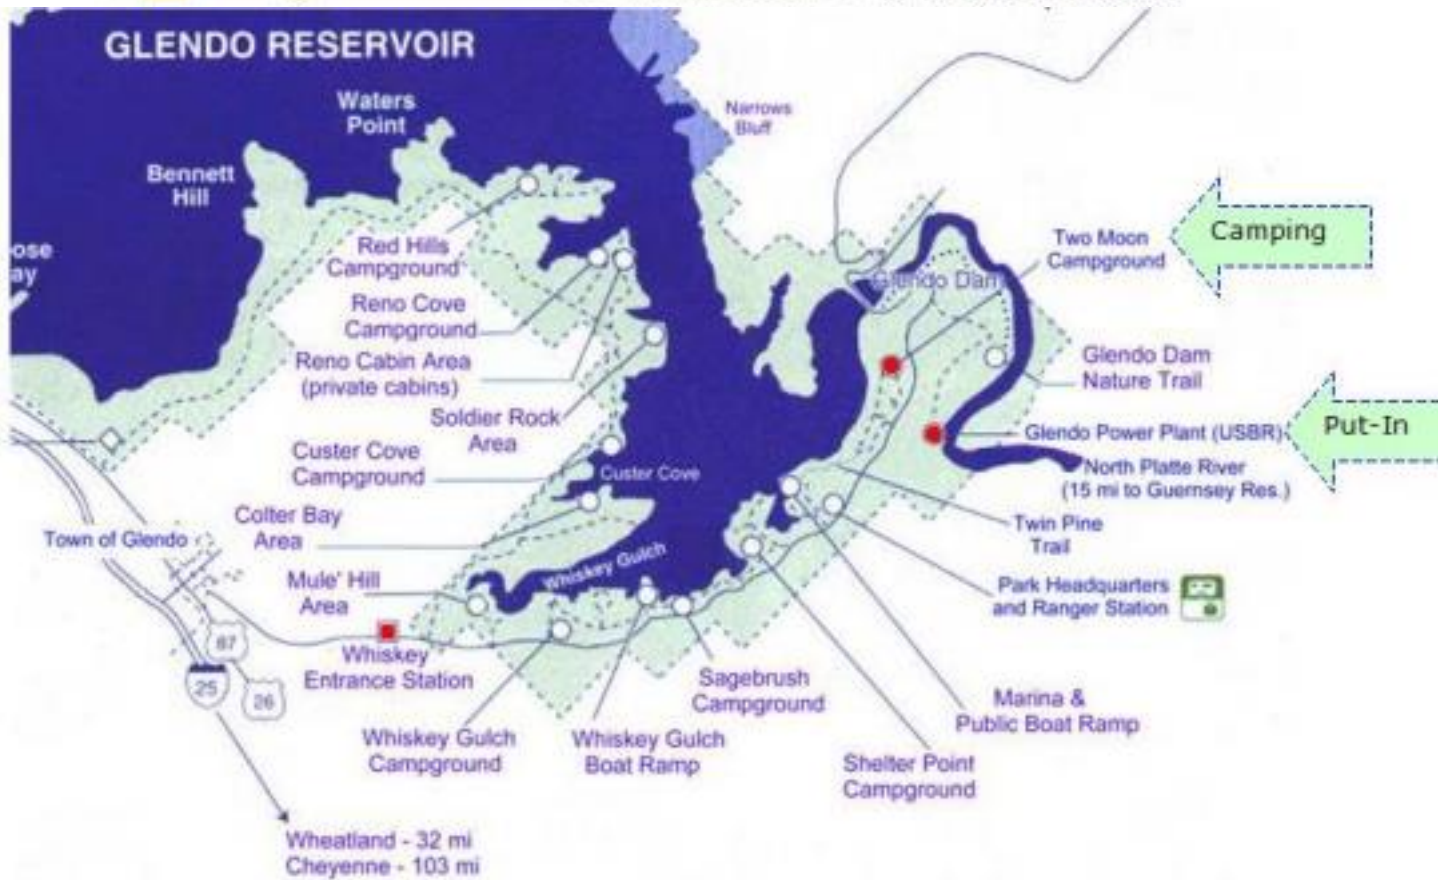 GLENDO RESERVOIR
Waters
Point
Narrows
Bluff
Bennett
Hill
ose
ay
Red Hills
Campground
Reno Cove
Campground
Reno Cabin Area
(private cabins)
Soldier Rock
Area
Custer Cove
Campground
Custer Cove
Colter Bay
Area
Town of Glendo
Mule' Hill
Area
Whiskey Gulch
Whiskey
Entrance Station
87
25
26
Whiskey Gulch
Campground
Whiskey Gulch
Boat Ramp
Sagebrush
Campground
Shelter Point
Campground
Marina &
Public Boat Ramp
Park Headquarters
and Ranger Station
Twin Pine
Trail
North Platte River
(15 mi to Guernsey Res.)
Glendo Power Plant (USBR)
Put-In
Glendo Dam
Nature Trail
Glendo Dam
Two Moon
Campground
Camping
Wheatland - 32 mi
Cheyenne - 103 mi